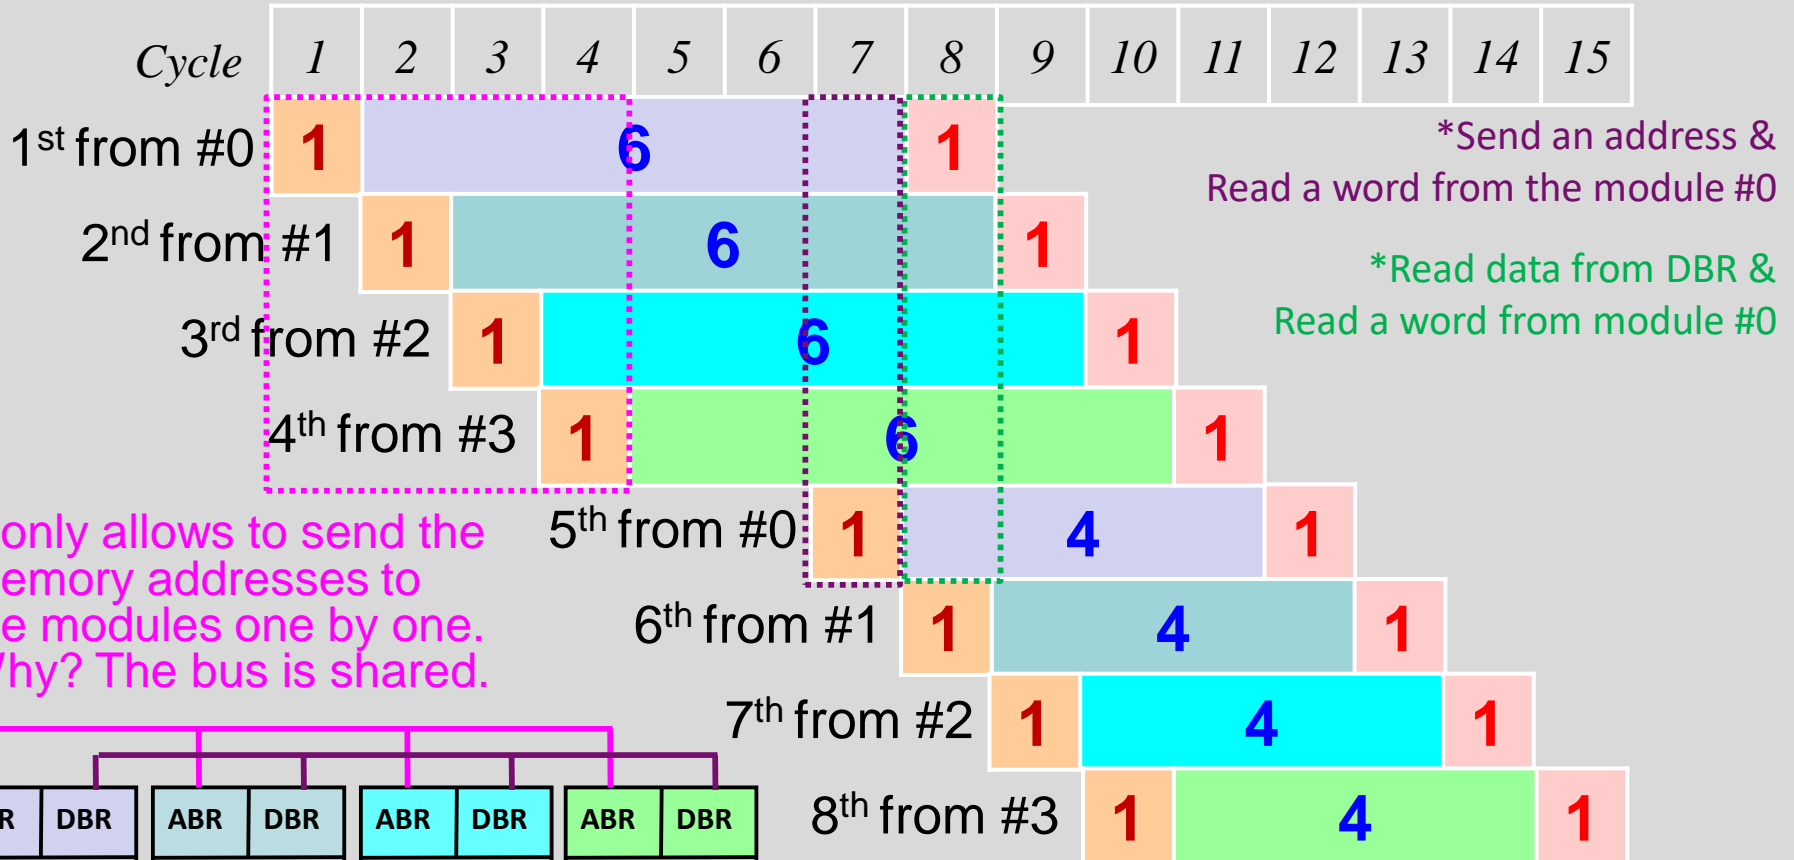 Cycle 1 2 3 4 5 6 7 8 9 10 11 12 13 14 15
1st from #0 1 6 1
*Send an address &
Read a word from the module #0
2nd from #1 1 6 1
*Read data from DBR &
Read a word from module #0
3rd from #2 1 6 1
4th from #3 1 6 1
only allows to send the
emory addresses to
e modules one by one.
Why? The bus is shared.
5th from #0 1 4 1
6th from #1 1 4 1
7th from #2 1 4 1
8th from #3 1 4 1
R DBR ABR DBR ABR DBR ABR DBR